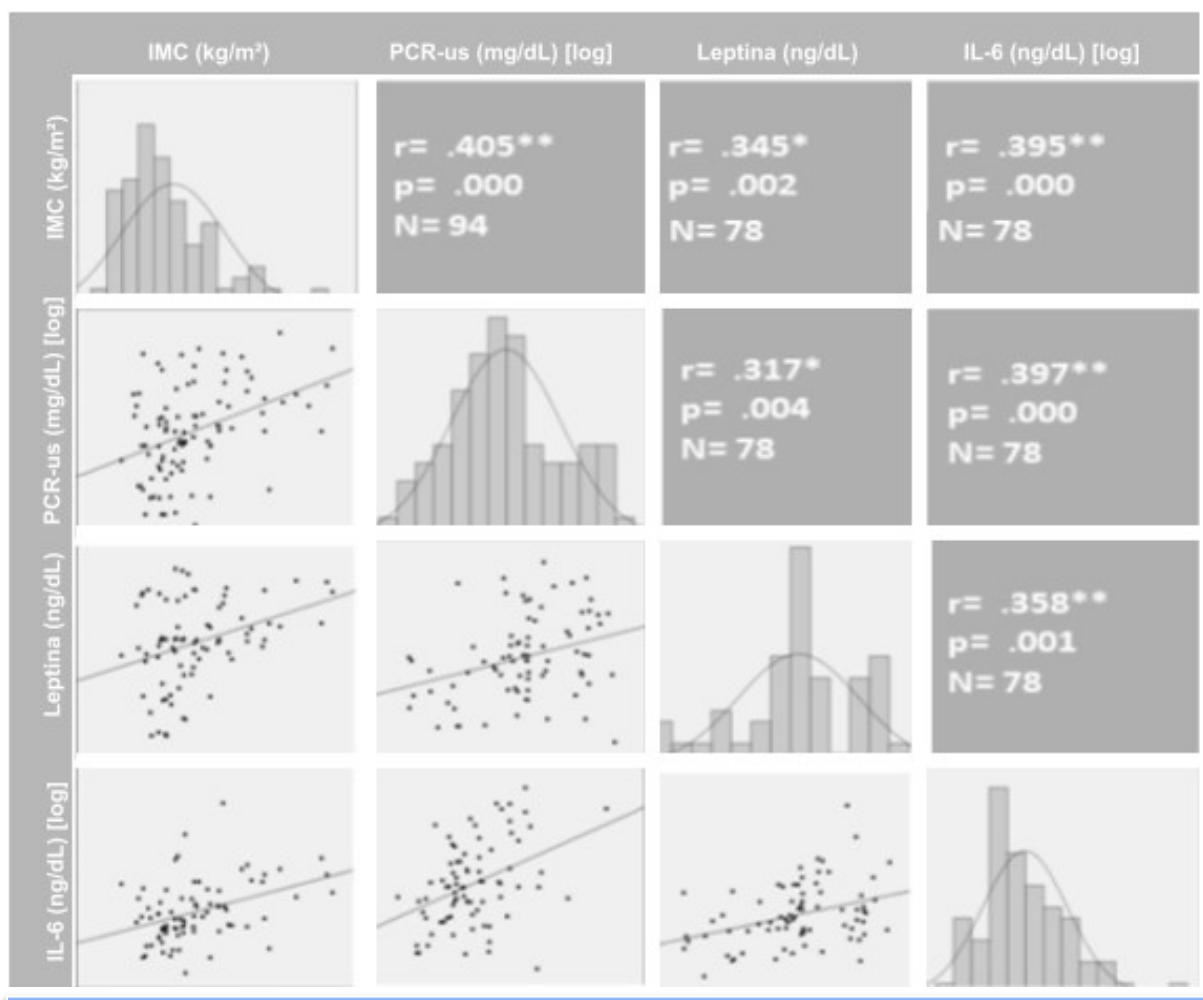 IMC (kg/m²) PCR-us (mg/dL) [log] Leptina (ng/dL) IL-6 (ng/dL) [log]
IMC (kg/m²)
r= .405**
p= .000
N= 94
r= .345*
p= .002
N= 78
r= .395**
p= .000
N= 78
PCR-us (mg/dL) [log]
r= .317*
p= .004
N= 78
r= .397**
p= .000
N= 78
Leptina (ng/dL)
r= .358**
p= .001
N= 78
IL-6 (ng/dL) [log]